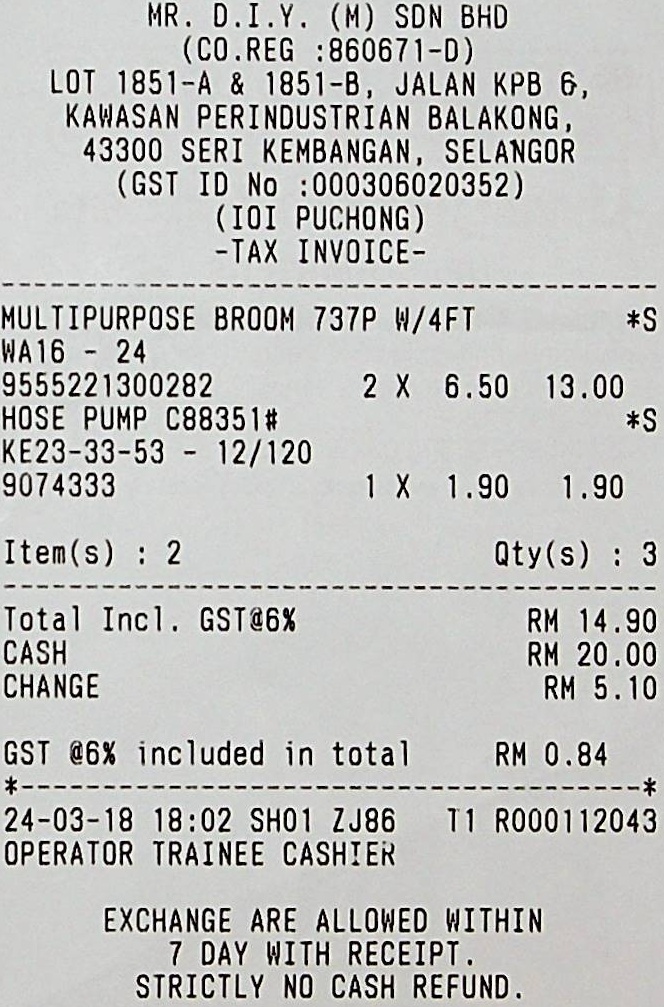 MR. D.I.Y. (M) SDN BHD
(CO.REG :860671-D)
LOT 1851-A & 1851-B, JALAN KPB 6,
KAWASAN PERINDUSTRIAN BALAKONG,
43300 SERI KEMBANGAN, SELANGOR
(GST ID No :000306020352)
(IOI PUCHONG)
-TAX INVOICE-
MULTIPURPOSE BROOM 737P W/4FT *S
WA16 - 24
9555221300282 2 X 6.50 13.00
HOSE PUMP C88351# *S
KE23-33-53 - 12/120
9074333 1 X 1.90 1.90
Item(s) : 2 Qty(s) : 3
Total Incl. GST@6% RM 14.90
CASH RM 20.00
CHANGE RM 5.10
GST @6% included in total RM 0.84
*--------------------------------------*
24-03-18 18:02 SH01 ZJ86 T1 R000112043
OPERATOR TRAINEE CASHIER
EXCHANGE ARE ALLOWED WITHIN
7 DAY WITH RECEIPT.
STRICTLY NO CASH REFUND.